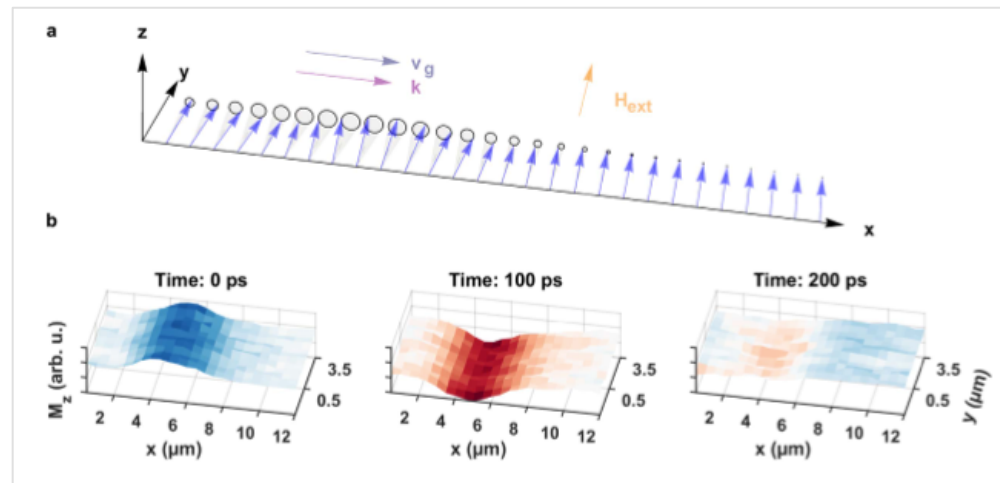 a
z
y
v g
k
H ext
x
b
Time: 0 ps
Time: 100 ps
Time: 200 ps
M z (arb. u.)
3.5
0.5
2 4 6 8 10 12
x (μm)
3.5
0.5
2 4 6 8 10 12
x (μm)
3.5
0.5
y (μm)
2 4 6 8 10 12
x (μm)